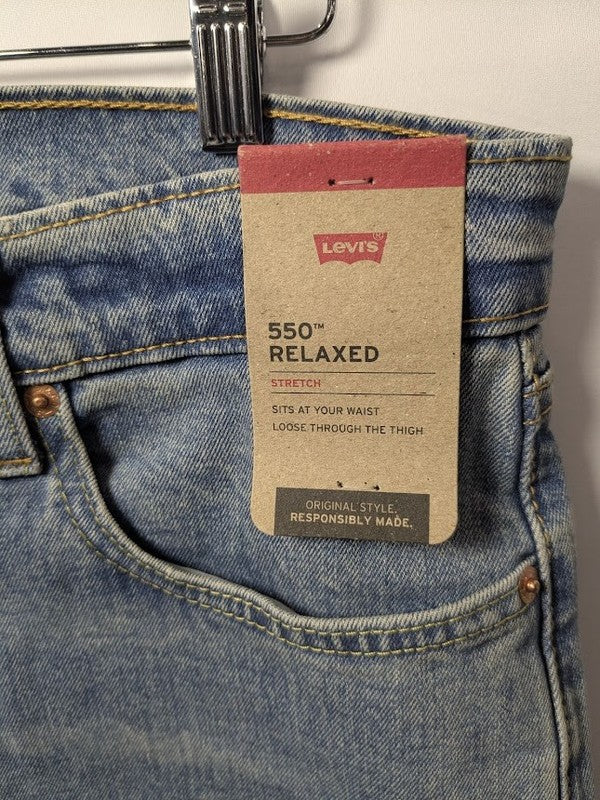 LEVI'S®
550™
RELAXED
STRETCH
SITS AT YOUR WAIST
LOOSE THROUGH THE THIGH
ORIGINAL STYLE,
RESPONSIBLY MADE.